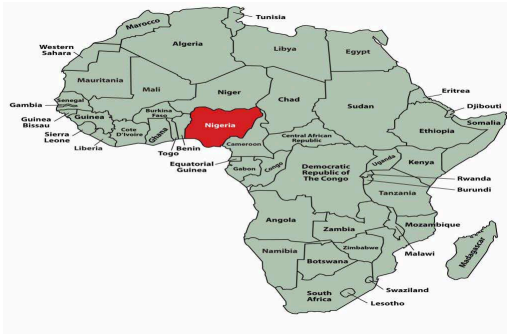 Tunisia
Morocco
Western
Sahara
Algeria
Libya
Egypt
Mauritania
Mali
Niger
Chad
Sudan
Eritrea
Djibouti
Somalia
Ethiopia
Gambia
Senegal
Guinea
Bissau
Guinea
Sierra
Leone
Liberia
Cote
D'Ivoire
Burkina
Faso
Ghana
Togo
Benin
Nigeria
Cameroon
Central African
Republic
Equatorial
Guinea
Gabon
Congo
Democratic
Republic of
The Congo
Uganda
Kenya
Rwanda
Burundi
Tanzania
Angola
Zambia
Mozambique
Malawi
Madagascar
Namibia
Zimbabwe
Botswana
South
Africa
Swaziland
Lesotho